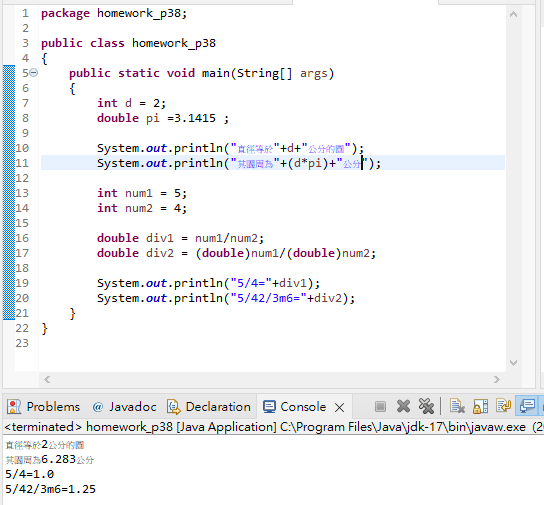 1 package homework_p38;
2
3 public class homework_p38
4 {
5 public static void main(String[] args)
6 {
7 int d = 2;
8 double pi =3.1415 ;
9
10 System.out.println("直徑等於"+d+"公分的圓");
11 System.out.println("其圓周為"+(d*pi)+"公分");
12
13 int num1 = 5;
14 int num2 = 4;
15
16 double div1 = num1/num2;
17 double div2 = (double)num1/(double)num2;
18
19 System.out.println("5/4="+div1);
20 System.out.println("5/42/3m6="+div2);
21 }
22 }
23
Problems @ Javadoc Declaration Console
<terminated> homework_p38 [Java Application] C:\Program Files\Java\jdk-17\bin\javaw.exe (20
直徑等於2公分的圓
其圓周為6.283公分
5/4=1.0
5/42/3m6=1.25